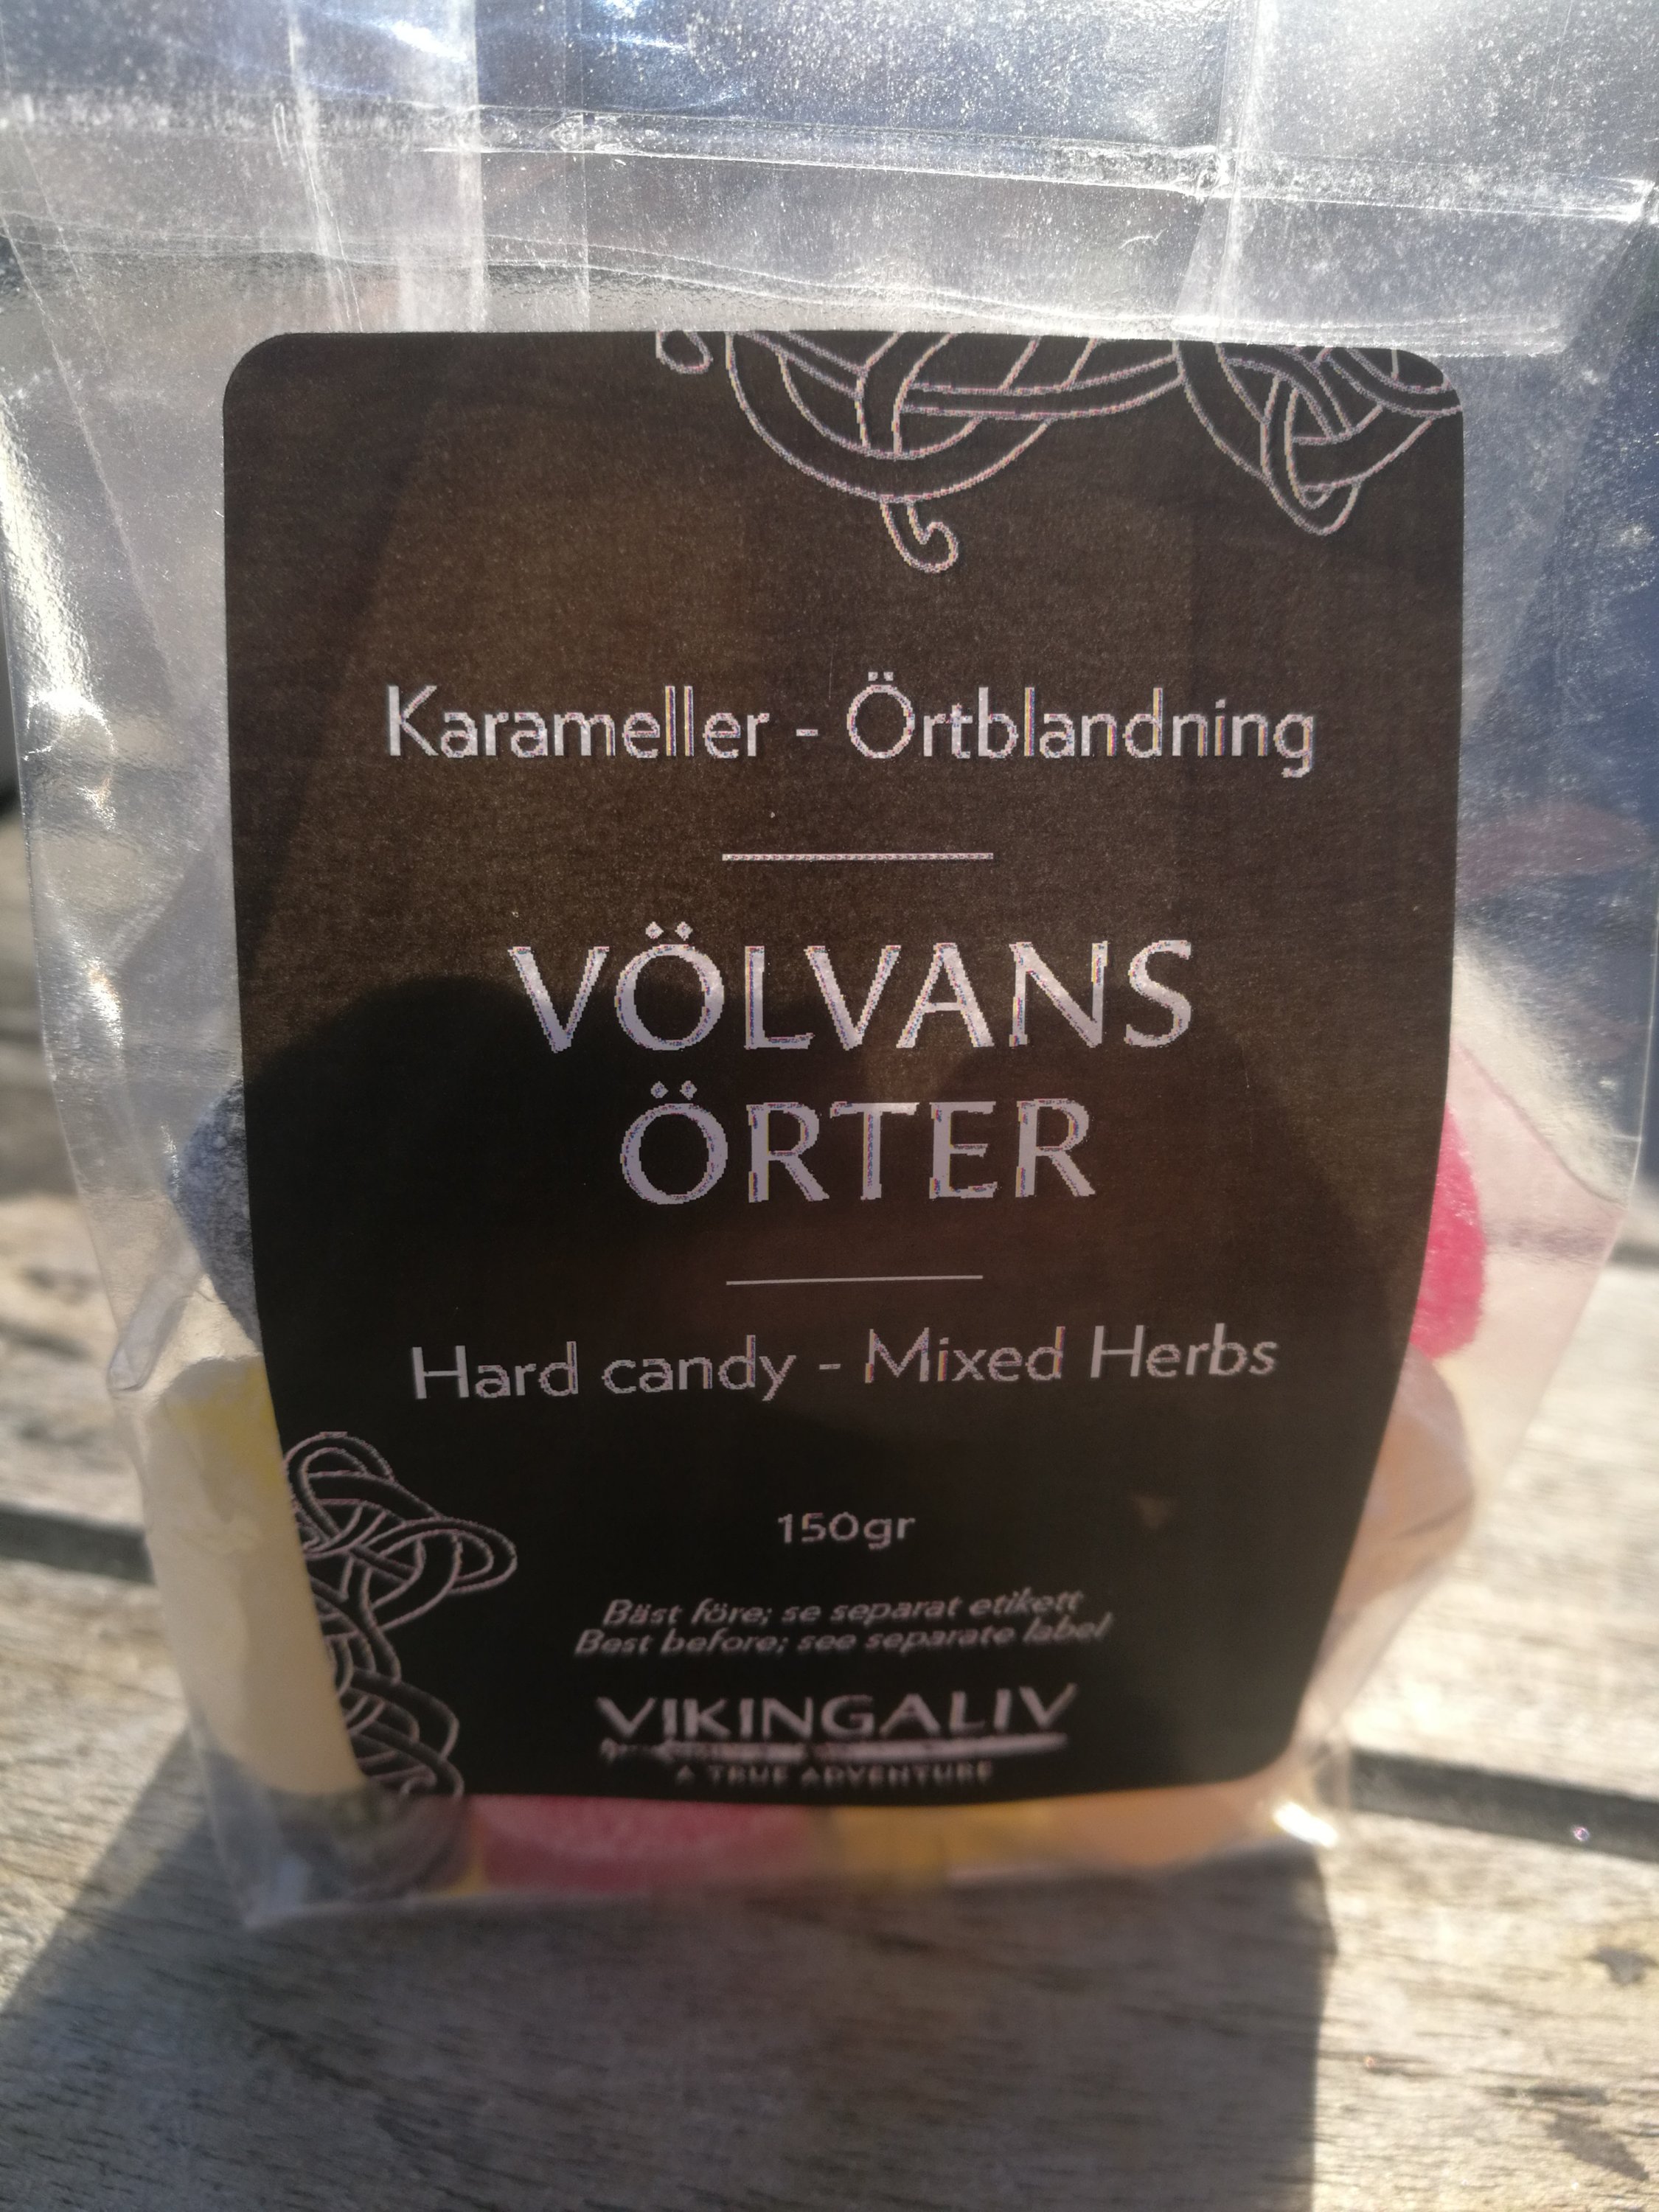 Karameller - Örtblandning
VÖLVANS
ÖRTER
Hard candy - Mixed Herbs
150gr
Bäst före; se separat etikett
Best before; see separate label
VIKINGALIV
A TRUE ADVENTURE